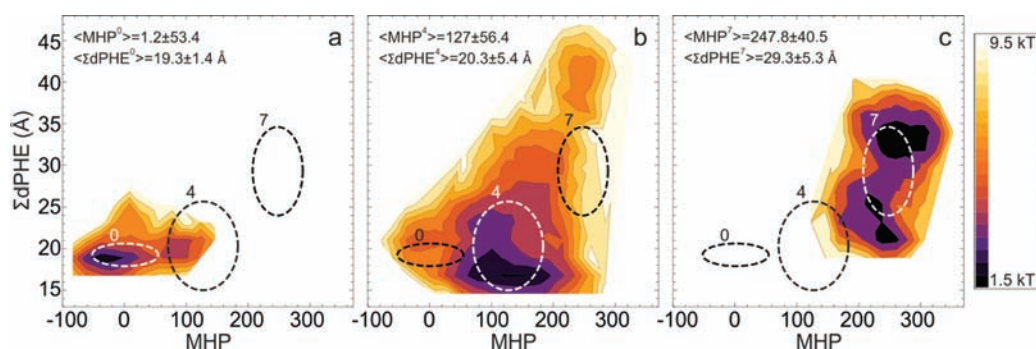 <MHP⁰>=1.2±53.4
<ΣdPHE⁰>=19.3±1.4 Å
a
<MHP⁴>=127±56.4
<ΣdPHE⁴>=20.3±5.4 Å
b
<MHP⁷>=247.8±40.5
<ΣdPHE⁷>=29.3±5.3 Å
c
9.5 kT
1.5 kT
ΣdPHE (Å)
45
40
35
30
25
20
15
7
4
0
7
4
0
7
4
0
-100 0 100 200 300
-100 0 100 200 300
-100 0 100 200 300
MHP
MHP
MHP